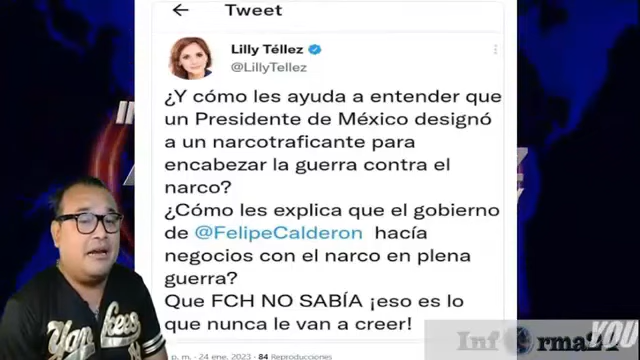 Tweet
Lilly Téllez
@LillyTellez
¿Y cómo les ayuda a entender que
un Presidente de México designó
a un narcotraficante para
encabezar la guerra contra el
narco?
¿Cómo les explica que el gobierno
de @FelipeCalderon hacía
negocios con el narco en plena
guerra?
Que FCH NO SABÍA ¡eso es lo
que nunca le van a creer!
p. m. · 24 ene. 2023 · 84 Reproducciones
Yankees
YOU